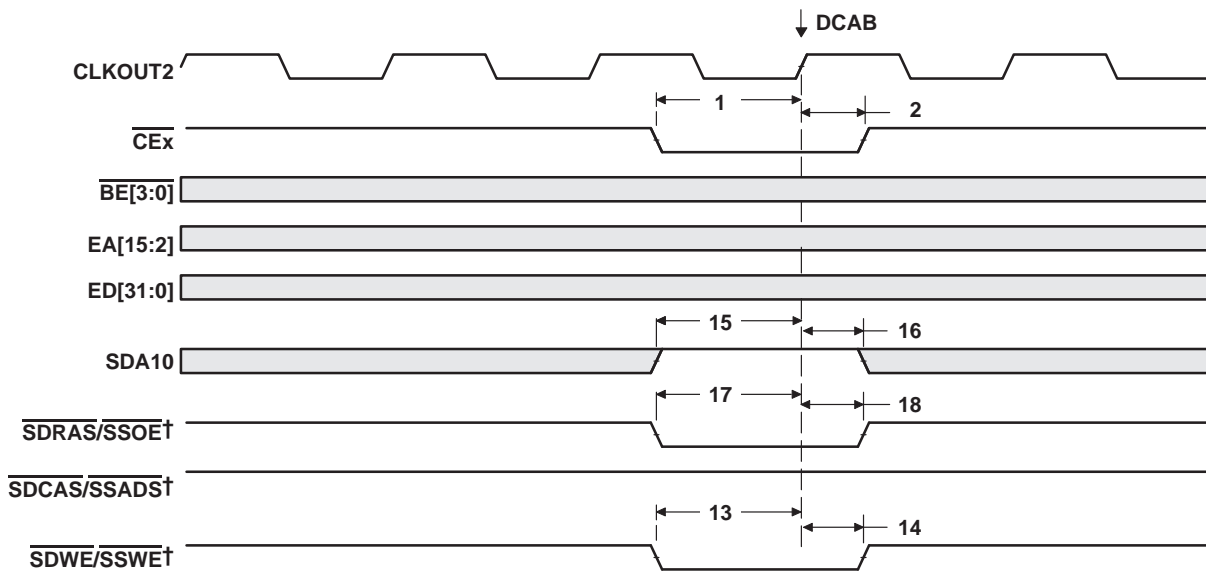 DCAB
CLKOUT2
1
2
CEx
BE[3:0]
EA[15:2]
ED[31:0]
15
16
SDA10
17
18
SDRAS/SSOE†
SDCAS/SSADS†
13
14
SDWE/SSWE†